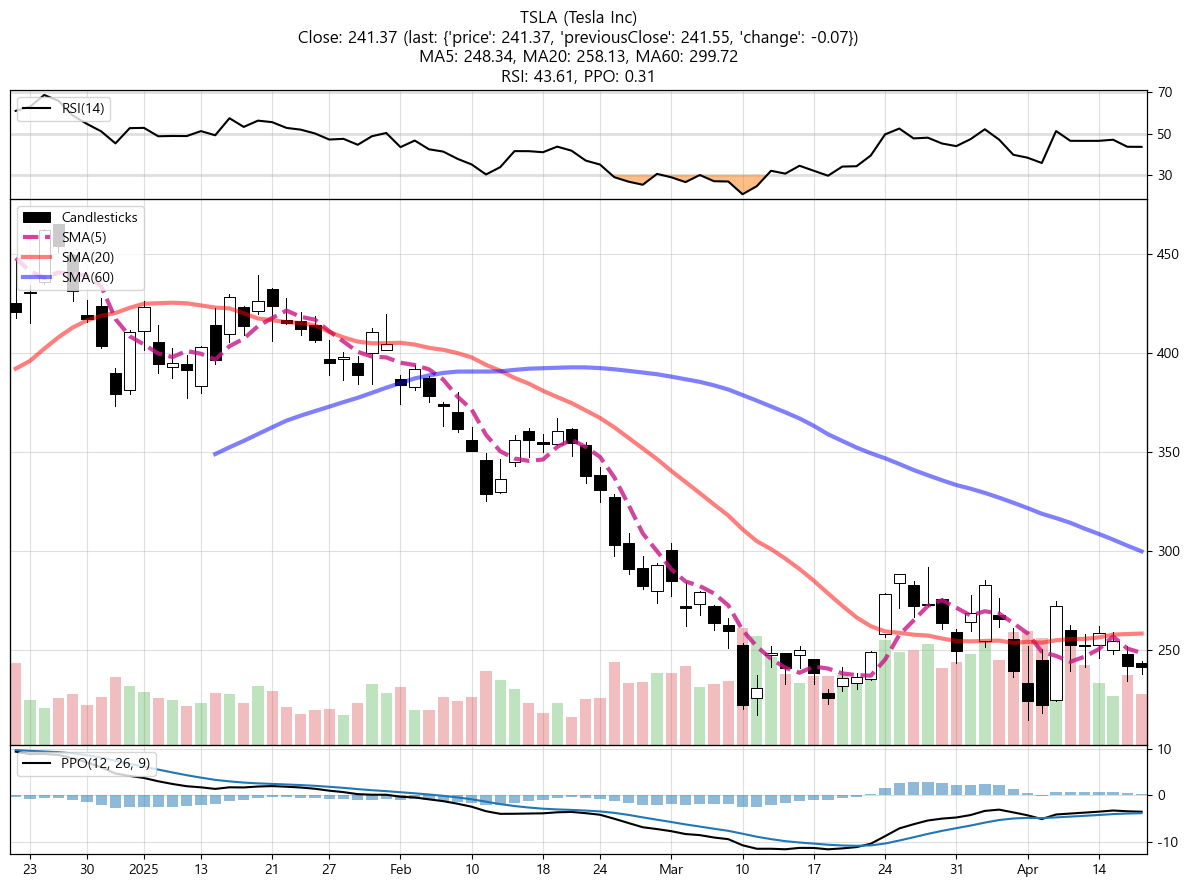 TSLA (Tesla Inc)
Close: 241.37 (last: {'price': 241.37, 'previousClose': 241.55, 'change': -0.07})
MA5: 248.34, MA20: 258.13, MA60: 299.72
RSI: 43.61, PPO: 0.31
RSI(14)
70
50
30
Candlesticks
SMA(5)
SMA(20)
SMA(60)
450
400
350
300
250
PPO(12, 26, 9)
10
0
-10
23 30 2025 13 21 27 Feb 10 18 24 Mar 10 17 24 31 Apr 14